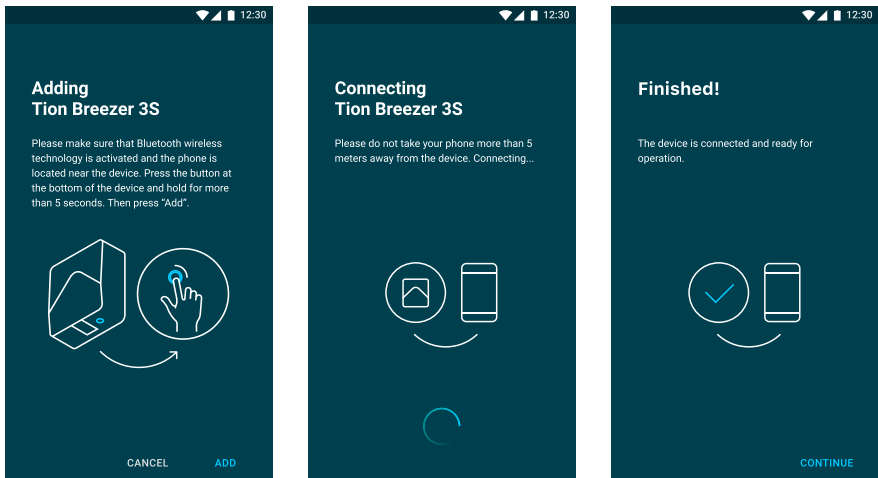 12:30
Adding
Tion Breezer 3S
Please make sure that Bluetooth wireless
technology is activated and the phone is
located near the device. Press the button at
the bottom of the device and hold for more
than 5 seconds. Then press “Add”.
CANCEL
ADD
12:30
Connecting
Tion Breezer 3S
Please do not take your phone more than 5
meters away from the device. Connecting...
12:30
Finished!
The device is connected and ready for
operation.
CONTINUE